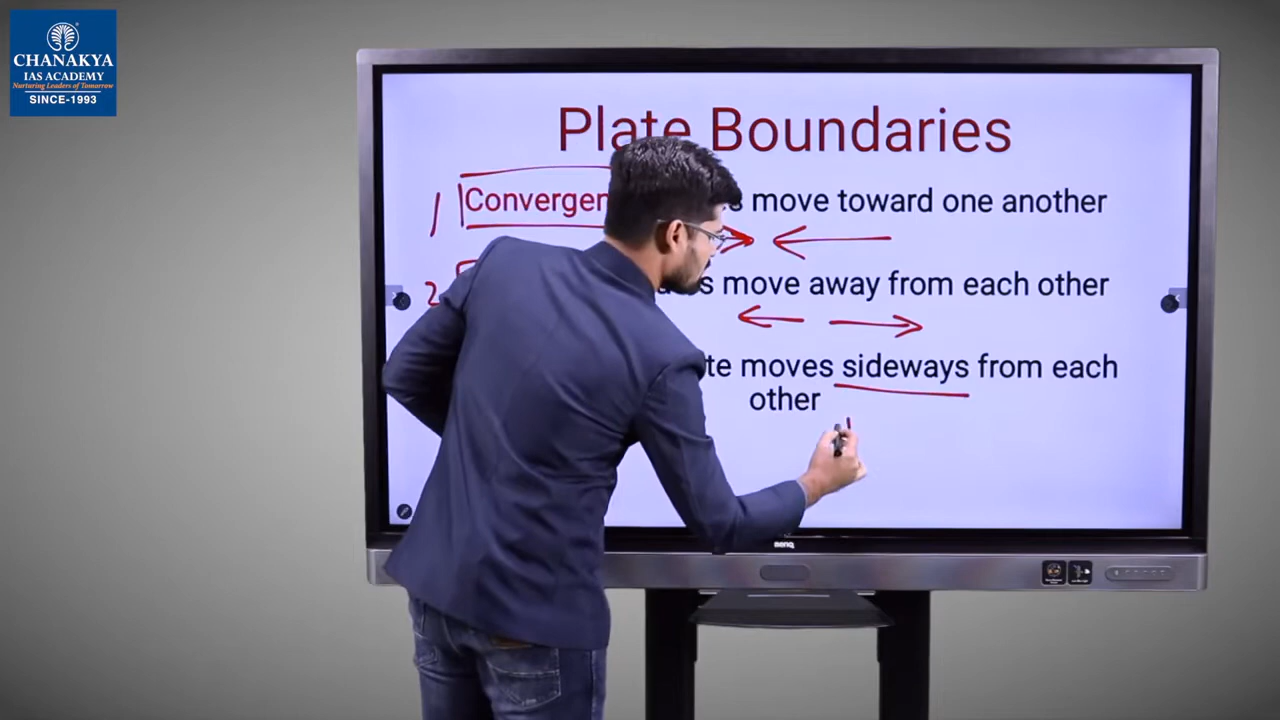 CHANAKYA
IAS ACADEMY
Nurturing Leaders of Tomorrow
SINCE-1993
Plate Boundaries
1 Convergen move toward one another
2 move away from each other
moves sideways from each
other
BENQ